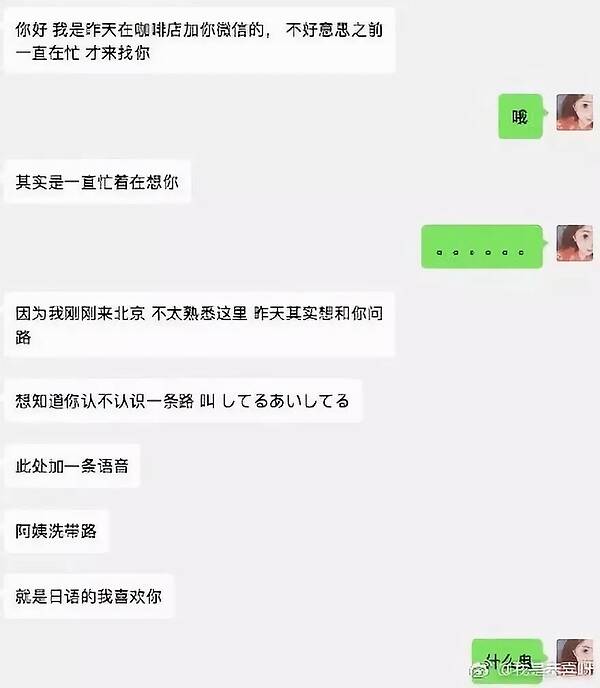 你好 我是昨天在咖啡店加你微信的， 不好意思之前
一直在忙 才来找你
哦
其实是一直忙着在想你
。。。。。。
因为我刚刚来北京 不太熟悉这里 昨天其实想和你问
路
想知道你认不认识一条路 叫 してるあいしてる
此处加一条语音
阿姨洗带路
就是日语的我喜欢你
什么鬼